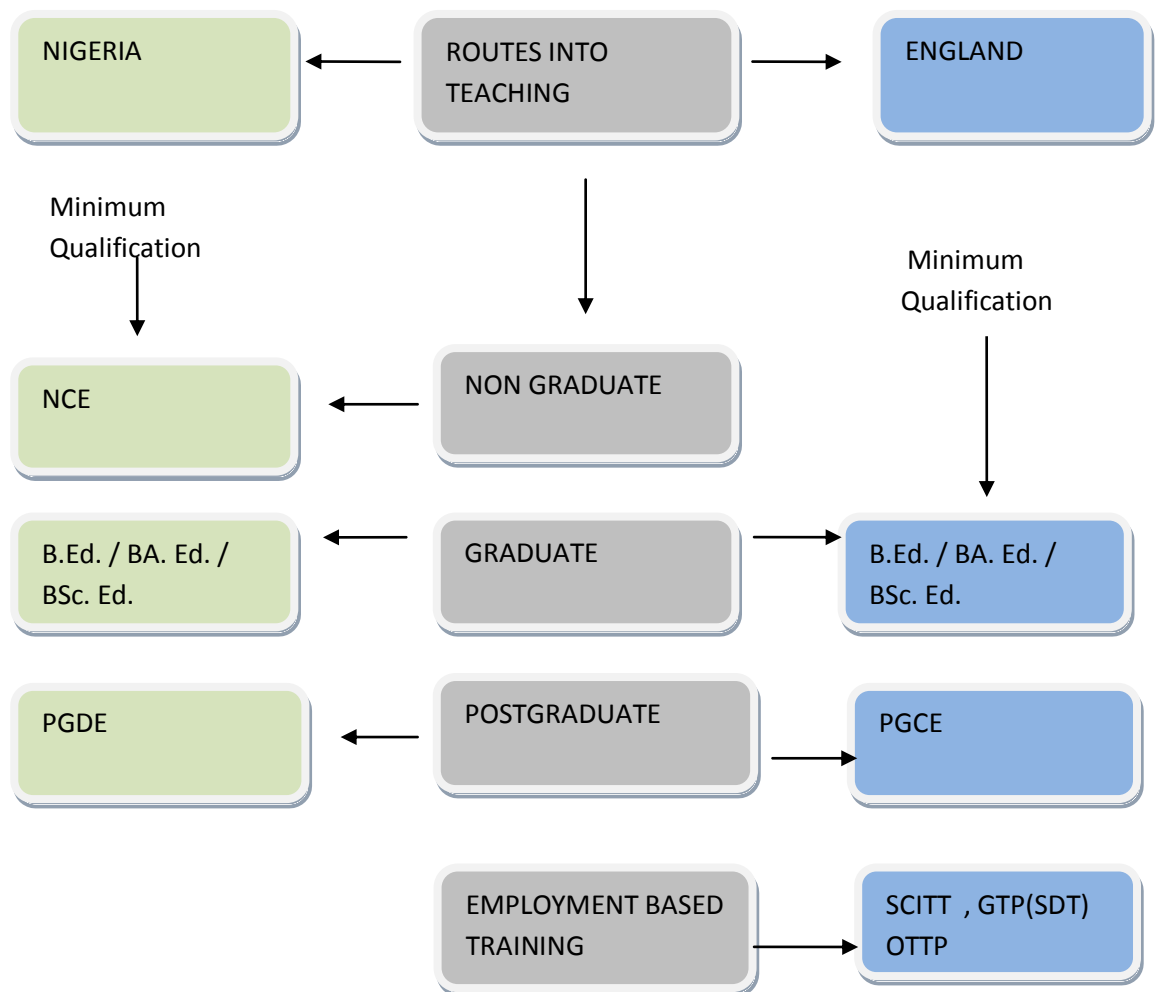 NIGERIA
ROUTES INTO
TEACHING
ENGLAND
Minimum
Qualification
Minimum
Qualification
NCE
NON GRADUATE
B.Ed. / BA. Ed. /
BSc. Ed.
GRADUATE
B.Ed. / BA. Ed. /
BSc. Ed.
PGDE
POSTGRADUATE
PGCE
EMPLOYMENT BASED
TRAINING
SCITT , GTP(SDT)
OTTP